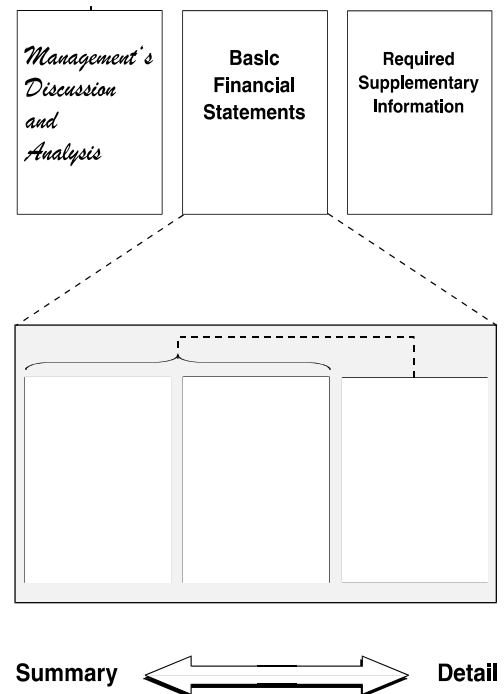 Management's
Discussion
and
Analysis
Basic
Financial
Statements
Required
Supplementary
Information
Summary
Detail